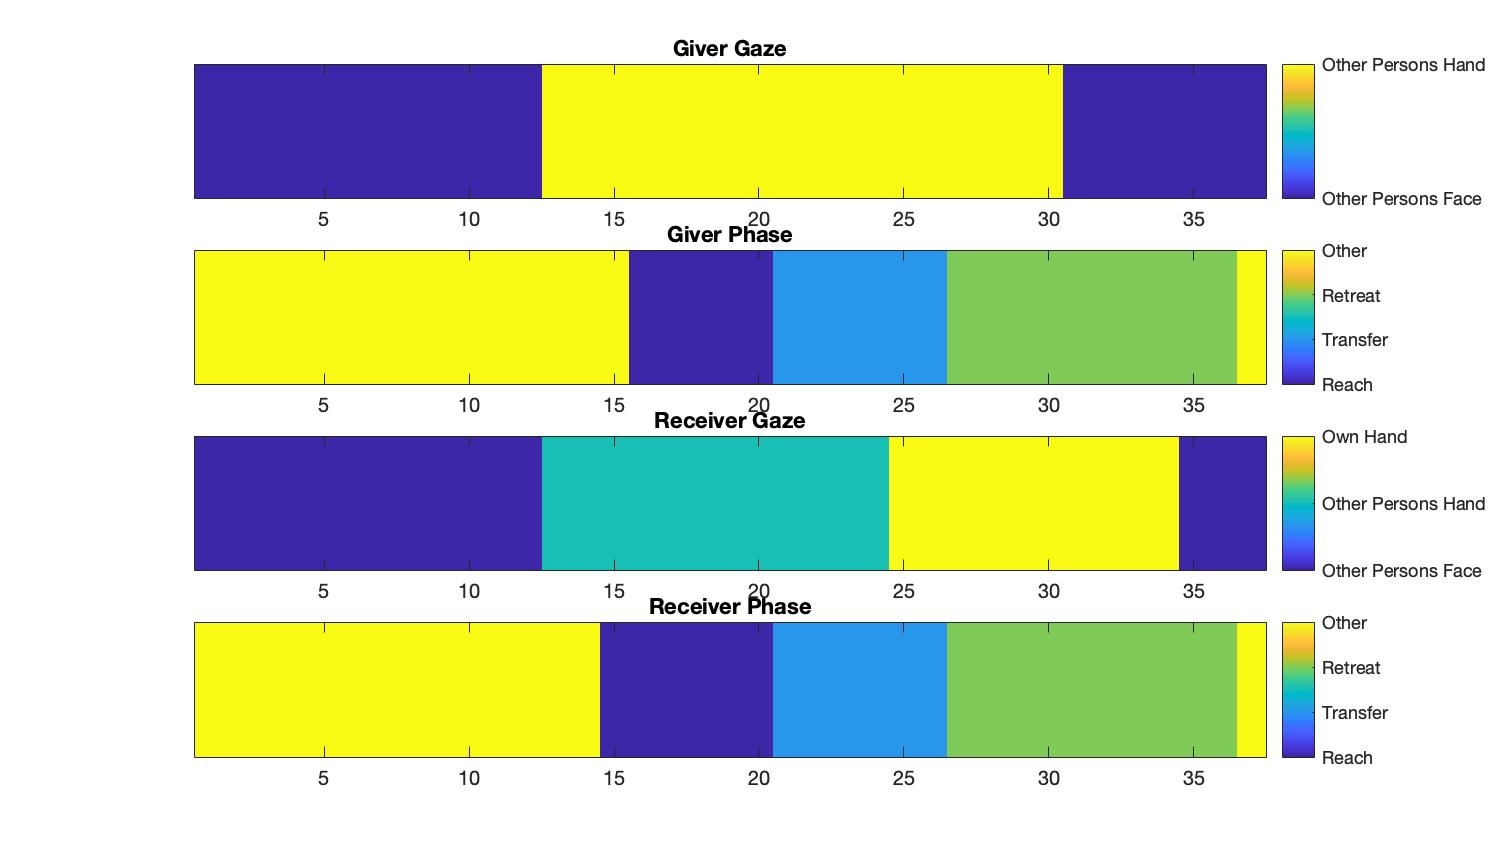 Giver Gaze
Other Persons Hand
Other Persons Face
5 10 15 20 25 30 35
Giver Phase
Other
Retreat
Transfer
Reach
5 10 15 20 25 30 35
Receiver Gaze
Own Hand
Other Persons Hand
Other Persons Face
5 10 15 20 25 30 35
Receiver Phase
Other
Retreat
Transfer
Reach
5 10 15 20 25 30 35